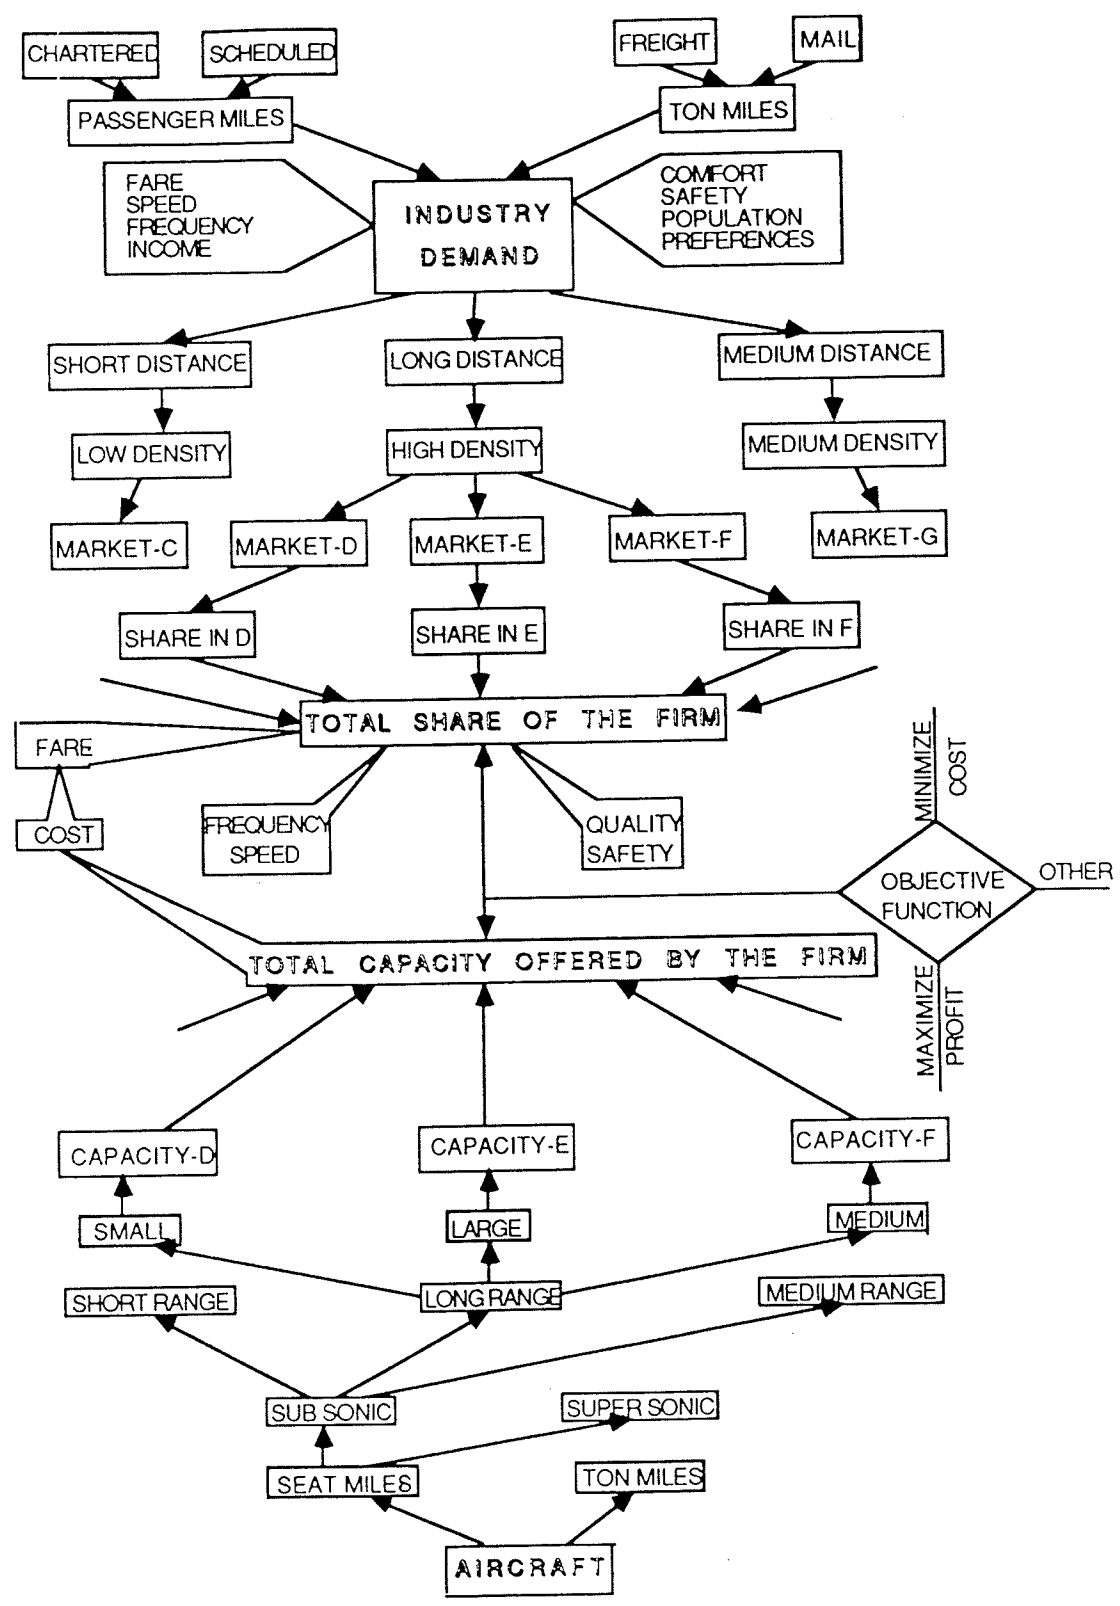 CHARTERED
SCHEDULED
FREIGHT
MAIL
PASSENGER MILES
TON MILES
FARE
SPEED
FREQUENCY
INCOME
INDUSTRY
DEMAND
COMFORT
SAFETY
POPULATION
PREFERENCES
SHORT DISTANCE
LONG DISTANCE
MEDIUM DISTANCE
LOW DENSITY
HIGH DENSITY
MEDIUM DENSITY
MARKET-C
MARKET-D
MARKET-E
MARKET-F
MARKET-G
SHARE IN D
SHARE IN E
SHARE IN F
TOTAL SHARE OF THE FIRM
FARE
COST
FREQUENCY
SPEED
QUALITY
SAFETY
MINIMIZE
COST
OBJECTIVE
FUNCTION
OTHER
MAXIMIZE
PROFIT
TOTAL CAPACITY OFFERED BY THE FIRM
CAPACITY-D
CAPACITY-E
CAPACITY-F
SMALL
LARGE
MEDIUM
SHORT RANGE
LONG RANGE
MEDIUM RANGE
SUB SONIC
SUPER SONIC
SEAT MILES
TON MILES
AIRCRAFT